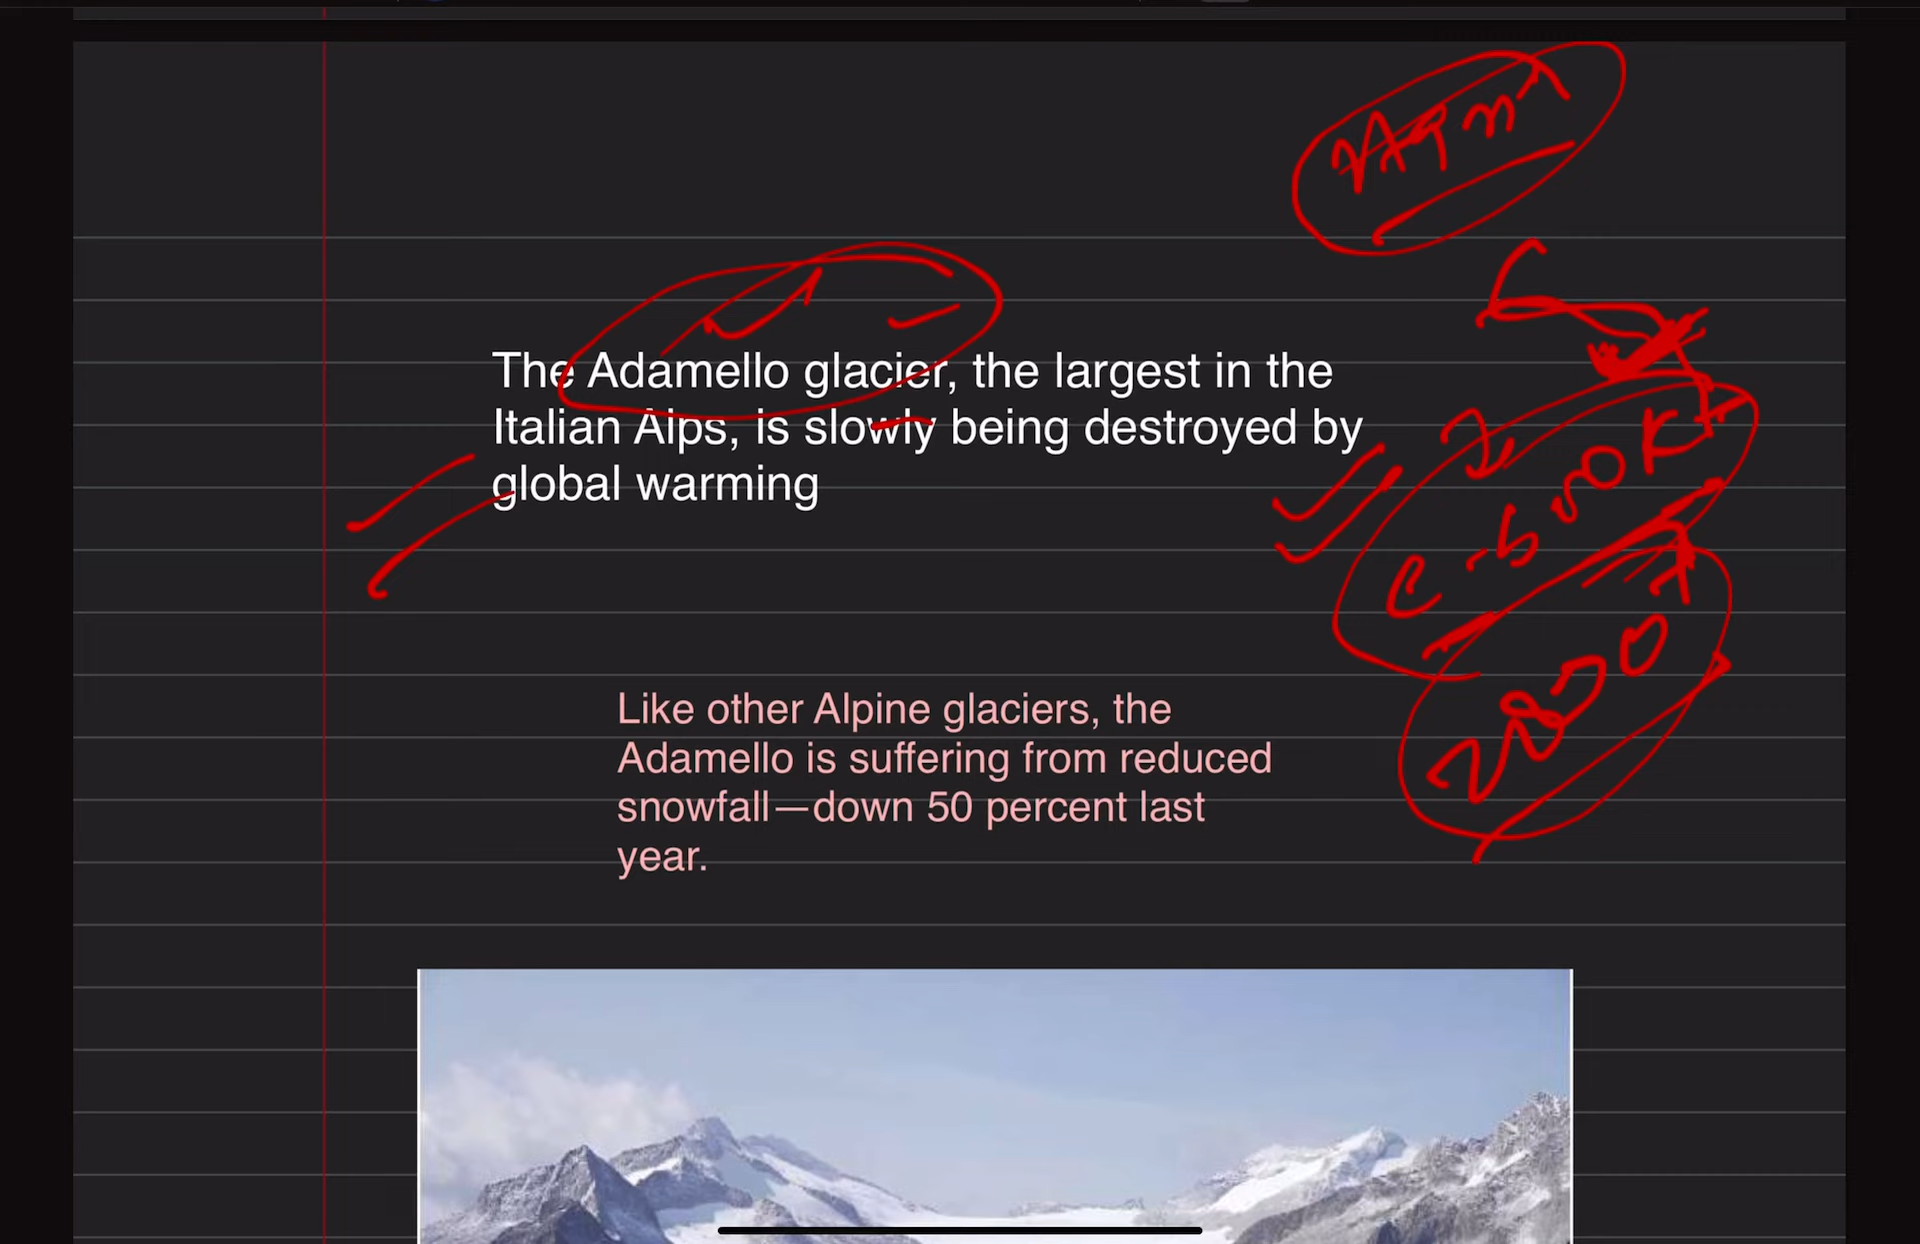 The Adamello glacier, the largest in the
Italian Alps, is slowly being destroyed by
global warming
Like other Alpine glaciers, the
Adamello is suffering from reduced
snowfall—down 50 percent last
year.